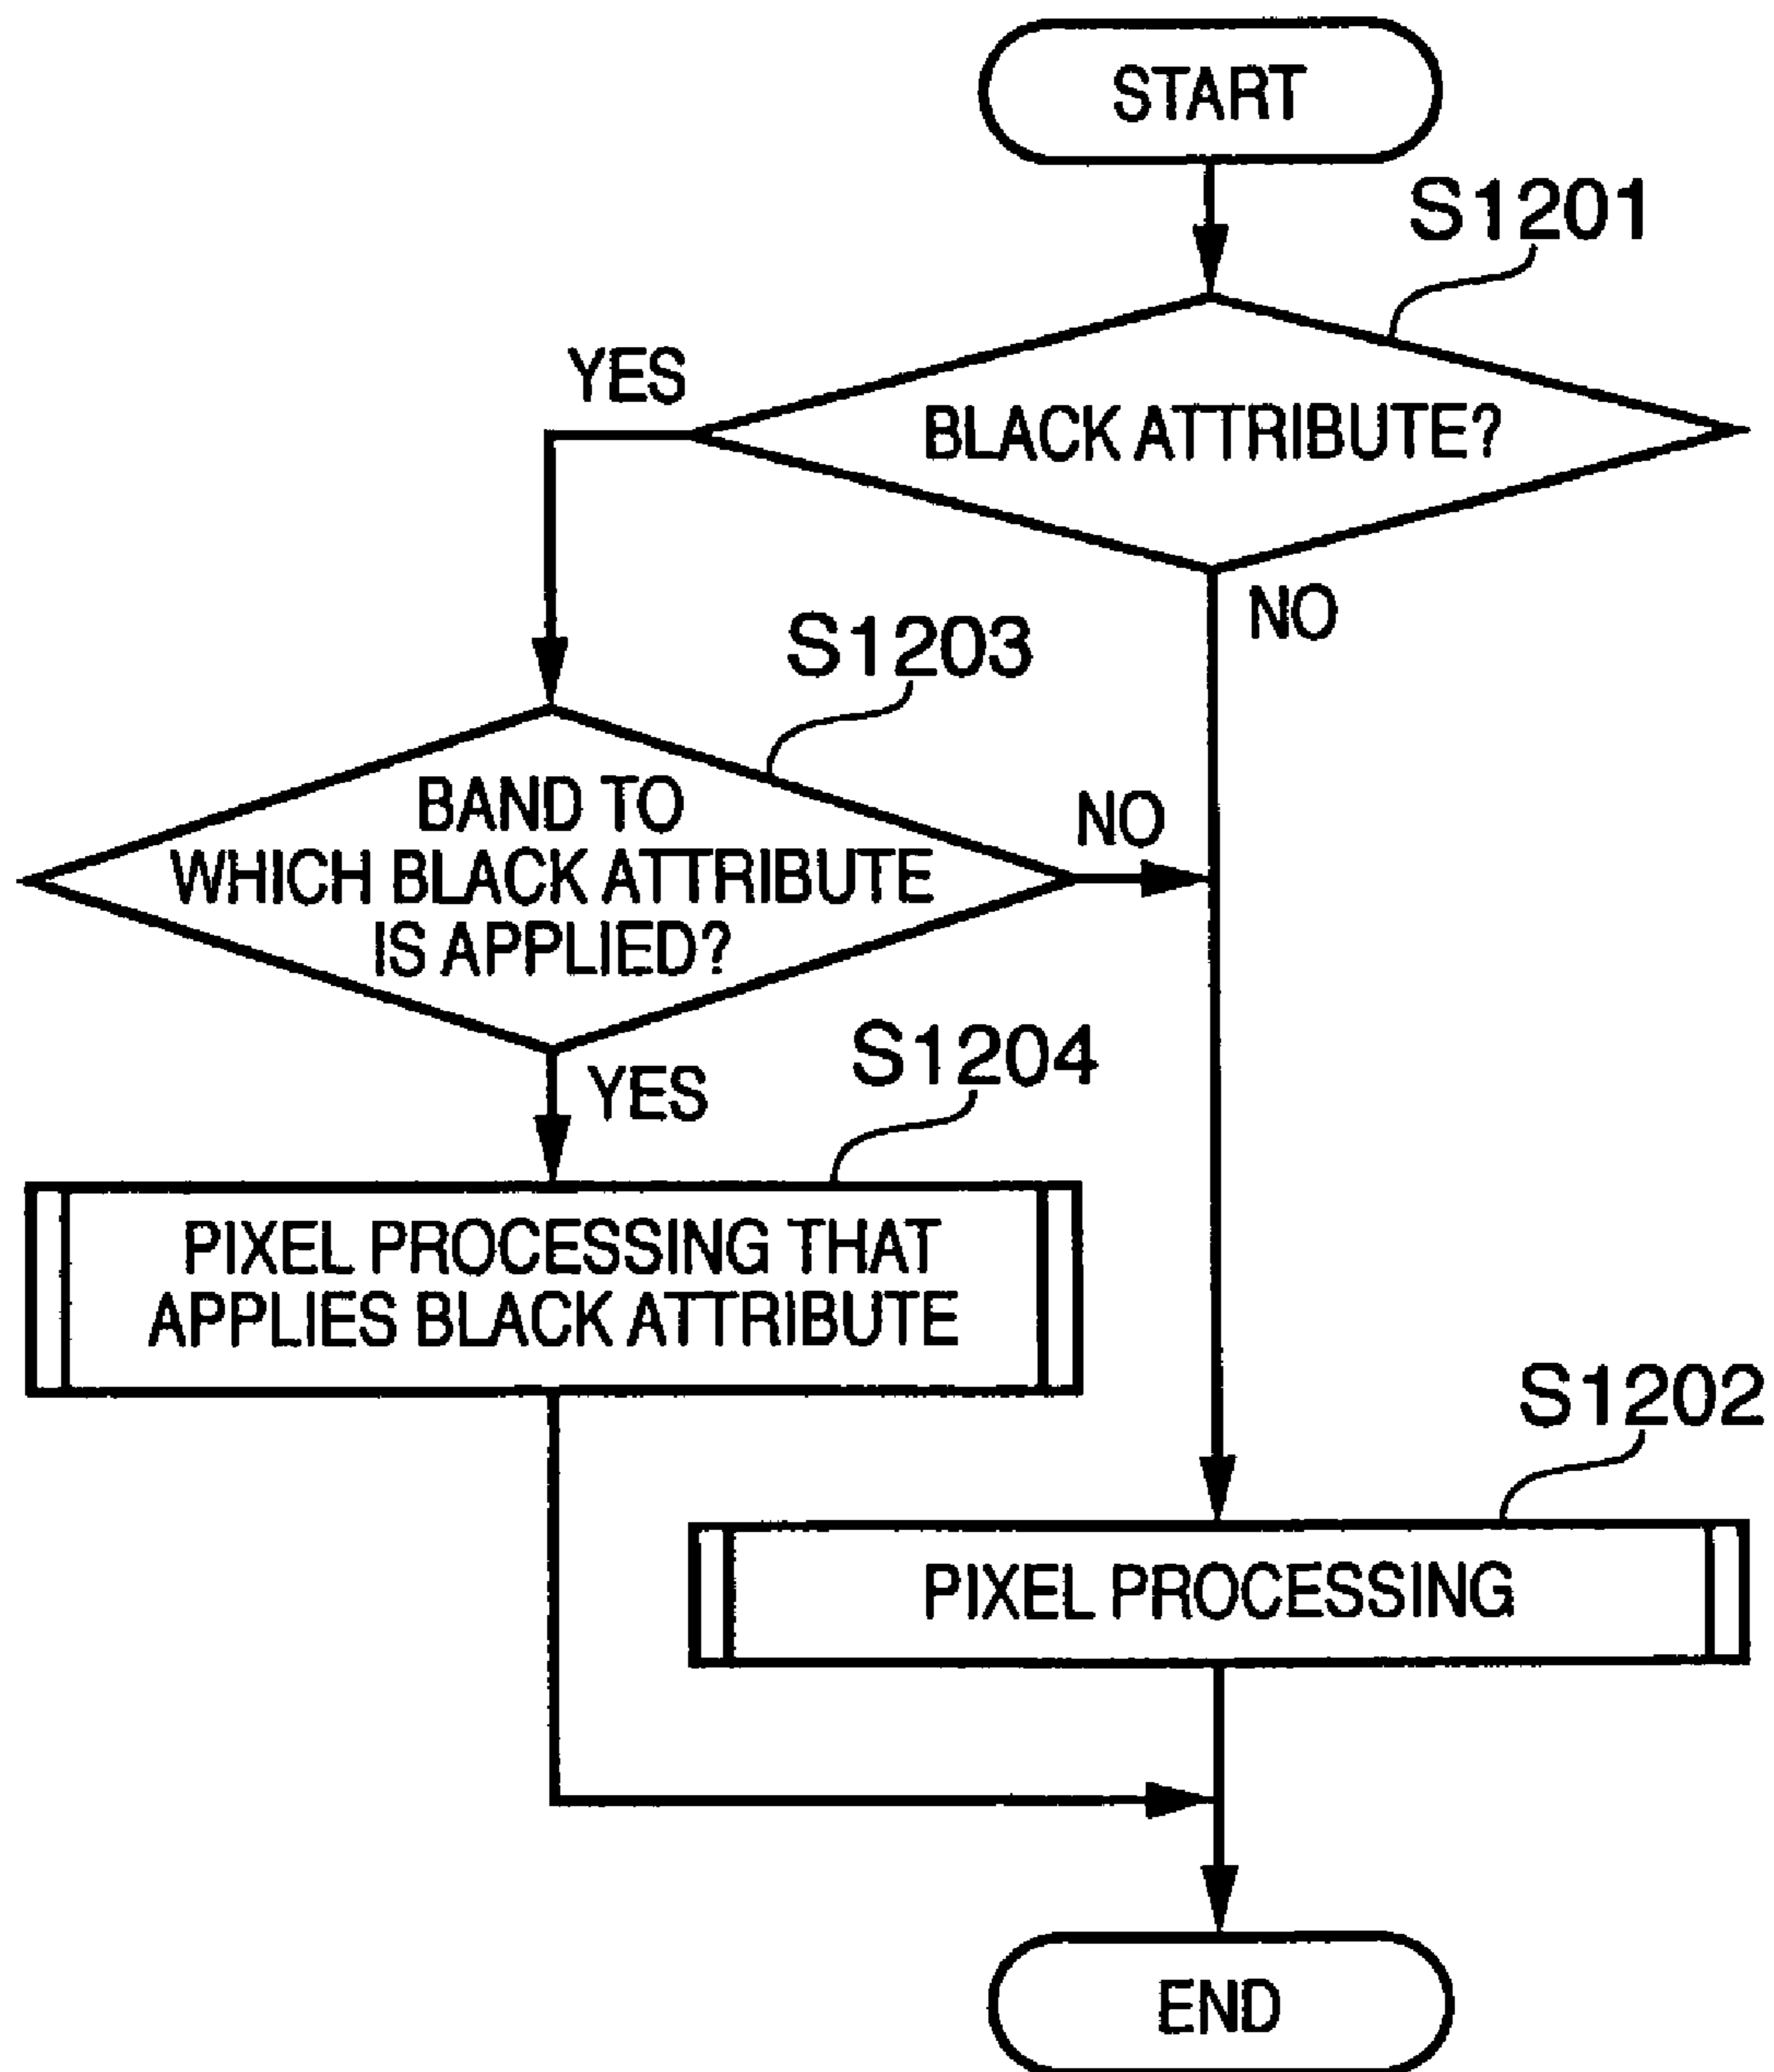 START
S1201
YES
BLACK ATTRIBUTE?
NO
S1203
BAND TO
WHICH BLACK ATTRIBUTE
IS APPLIED?
NO
YES
S1204
PIXEL PROCESSING THAT
APPLIES BLACK ATTRIBUTE
S1202
PIXEL PROCESSING
END